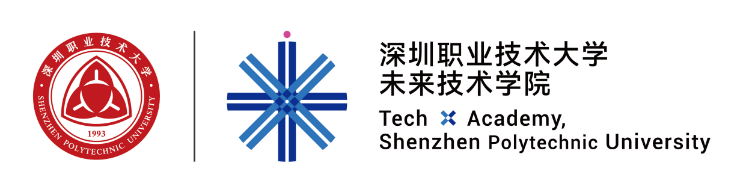 深圳职业技术大学
1993
SHENZHEN POLYTECHNIC UNIVERSITY
深圳职业技术大学
未来技术学院
Tech X Academy,
Shenzhen Polytechnic University